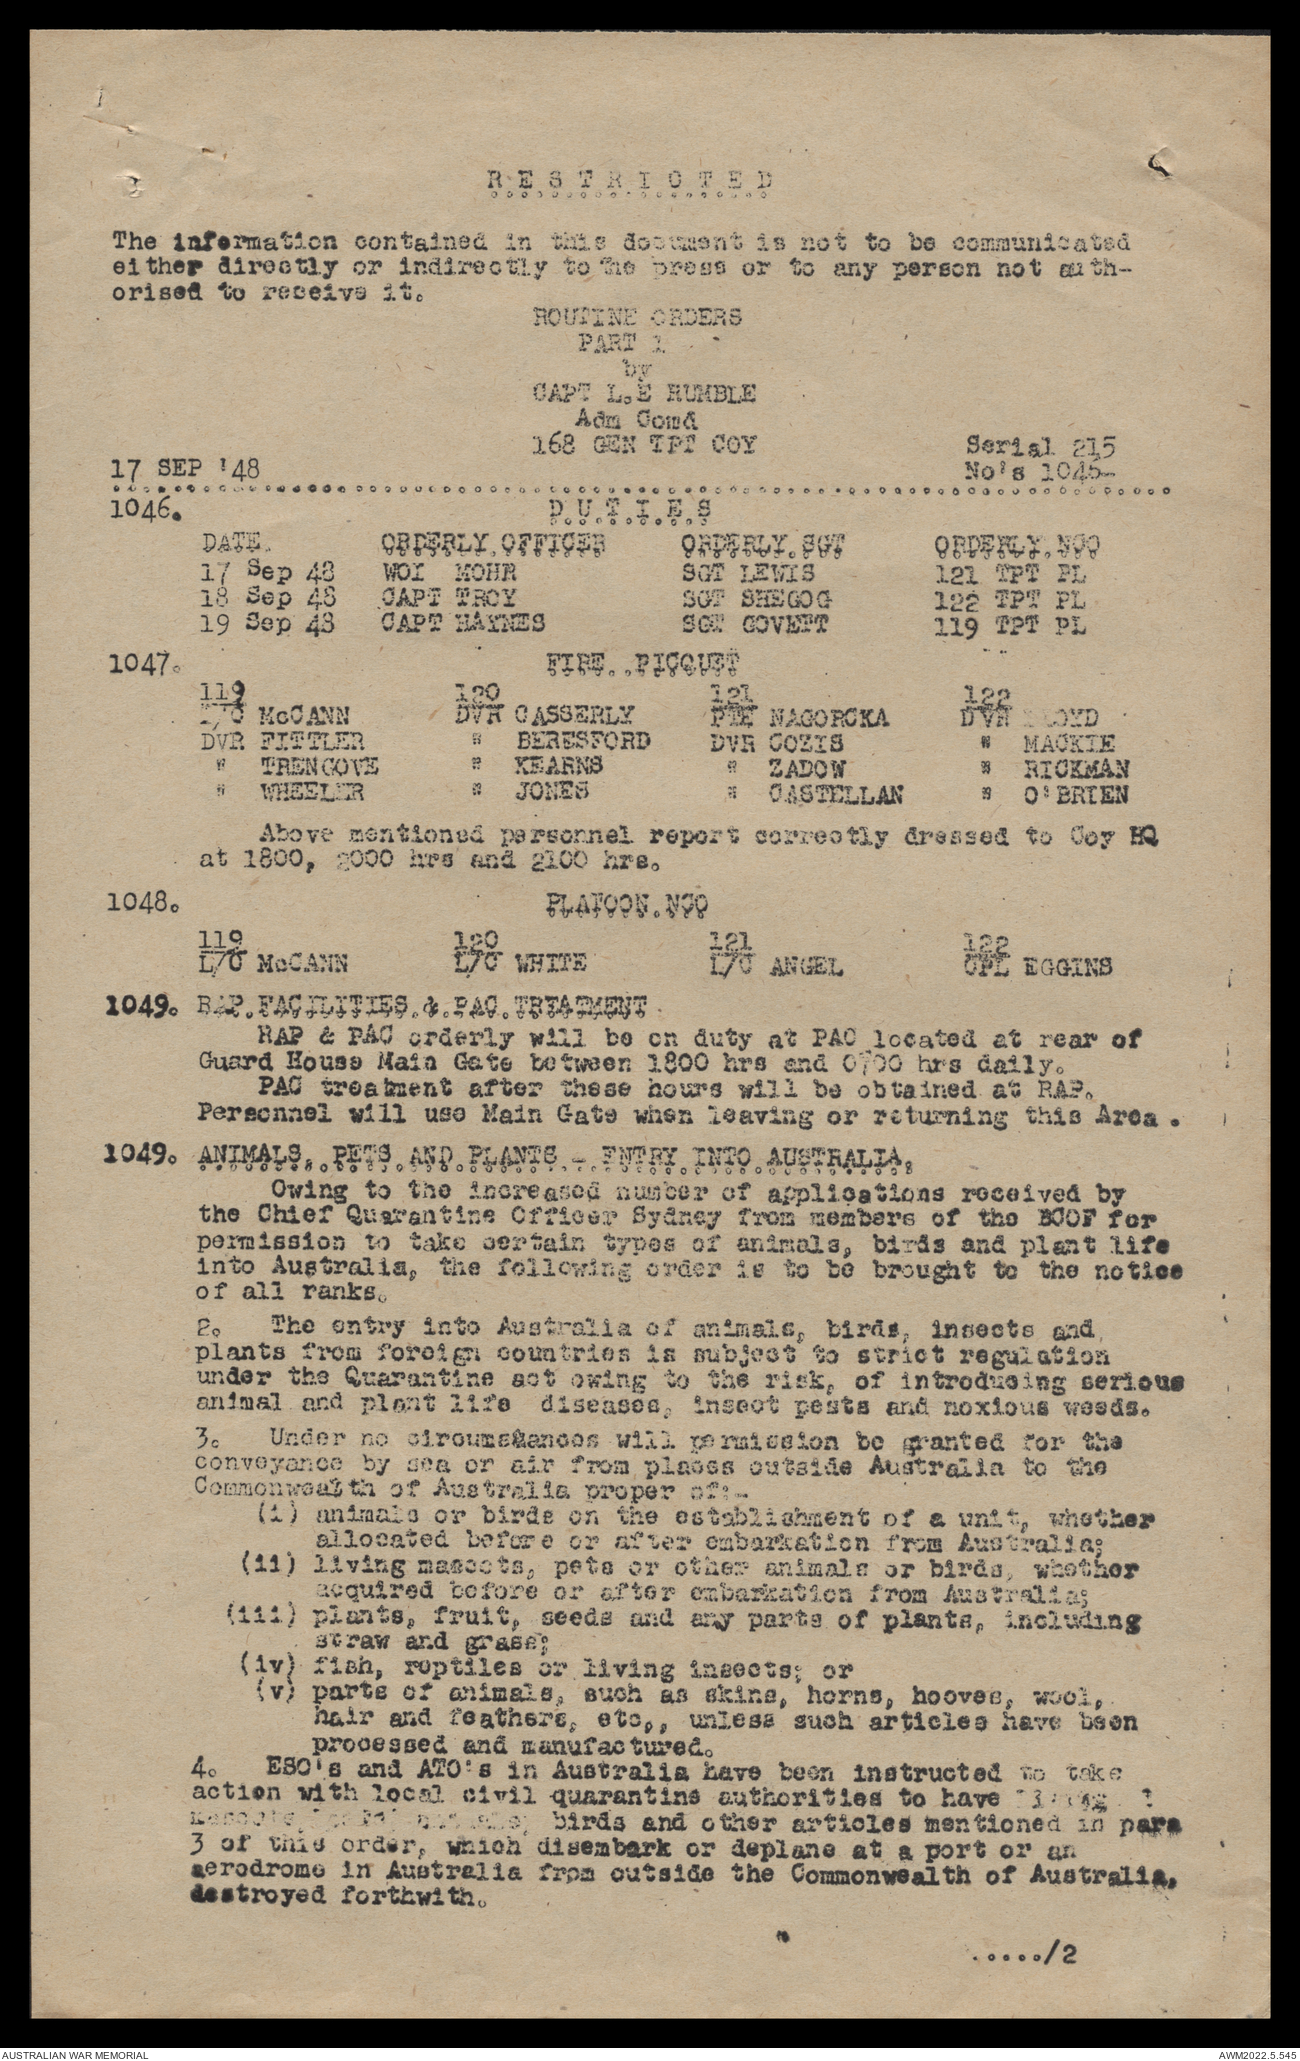 RESTRICTED
The information contained in this document is not to be communicated
either directly or indirectly to the press or to any person not auth-
orised to receive it.
ROUTINE ORDERS
PART 1
by
CAPT L.E RUMBLE
Adm Comd
168 GEN TPT COY
Serial 215
17 SEP '48
No's 1045-
1046. DUTIES
DATE. ORDERLY OFFICER ORDERLY SGT ORDERLY NCO
17 Sep 48 WOI MOHR SGT LEWIS 121 TPT PL
18 Sep 48 CAPT TROY SGT SHEGOG 122 TPT PL
19 Sep 48 CAPT HAYNES SGT GOVETT 119 TPT PL
1047. FIRE PICQUET
119 120 121 122
L/C McCANN DVR CASSERLY PTE NAGORCKA DVR
DVR FITTLER " BERESFORD DVR COZIS " MACKIE
" TRENGOVE " KEARNS " ZADOW " RICKMAN
" WHEELER " JONES " CASTELLAN " O'BRIEN
Above mentioned personnel report correctly dressed to Coy HQ
at 1800, 2000 hrs and 2100 hrs.
1048. PLATOON NCO
119 120 121 122
L/C McCANN L/C WHITE L/C ANGEL CPL EGGINS
1049. RAP FACILITIES & PAC TREATMENT
RAP & PAC orderly will be on duty at PAC located at rear of
Guard House Main Gate between 1800 hrs and 0700 hrs daily.
PAC treatment after these hours will be obtained at RAP.
Personnel will use Main Gate when leaving or returning this Area.
1049. ANIMALS, PETS AND PLANTS - ENTRY INTO AUSTRALIA.
Owing to the increased number of applications received by
the Chief Quarantine Officer Sydney from members of the BCOF for
permission to take certain types of animals, birds and plant life
into Australia, the following order is to be brought to the notice
of all ranks.
2. The entry into Australia of animals, birds, insects and
plants from foreign countries is subject to strict regulation
under the Quarantine act owing to the risk, of introducing serious
animal and plant life diseases, insect pests and noxious weeds.
3. Under no circumstances will permission be granted for the
conveyance by sea or air from places outside Australia to the
Commonwealth of Australia proper of:-
(i) animals or birds on the establishment of a unit, whether
allocated before or after embarkation from Australia;
(ii) living mascots, pets or other animals or birds, whether
acquired before or after embarkation from Australia;
(iii) plants, fruit, seeds and any parts of plants, including
straw and grass;
(iv) fish, reptiles or living insects; or
(v) parts of animals, such as skins, horns, hooves, wool,
hair and feathers, etc,, unless such articles have been
processed and manufactured.
4. ESO's and ATO's in Australia have been instructed to take
action with local civil quarantine authorities to have living
mascots, birds and other articles mentioned in para
3 of this order, which disembark or deplane at a port or an
aerodrome in Australia from outside the Commonwealth of Australia,
destroyed forthwith.
...../2
AUSTRALIAN WAR MEMORIAL
AWM2022.5.545